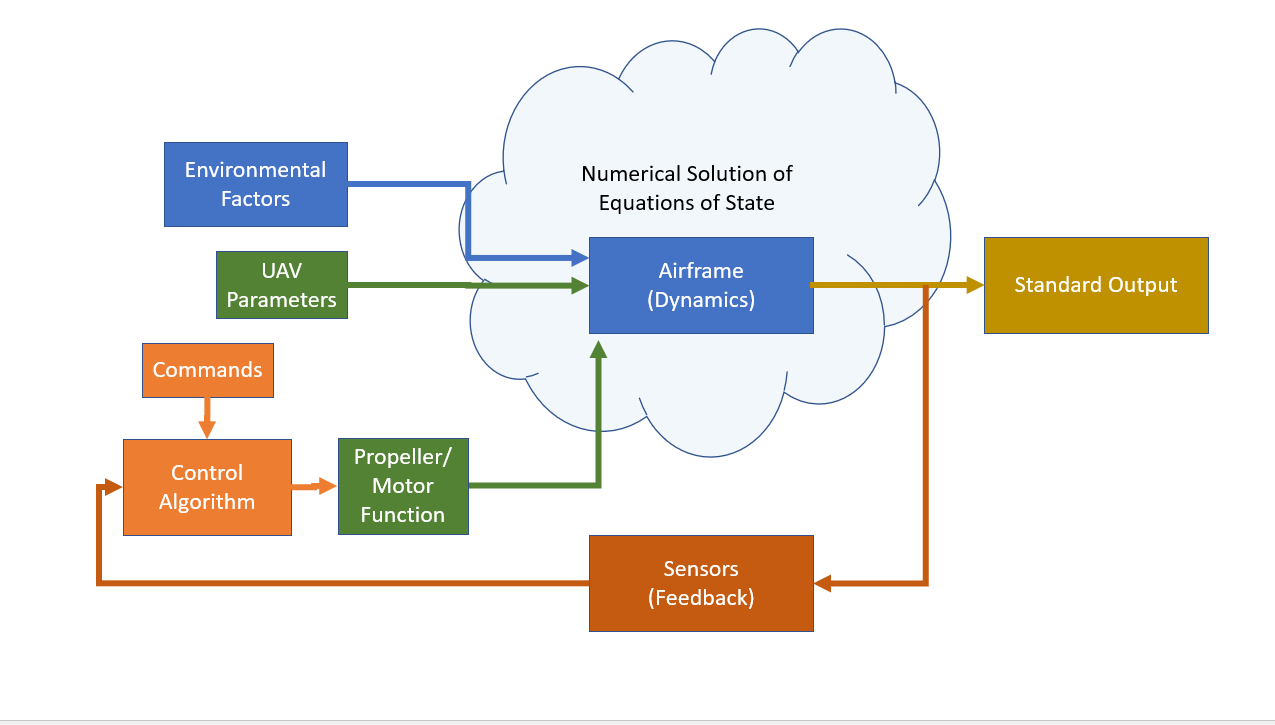 Environmental
Factors
Numerical Solution of
Equations of State
UAV
Parameters
Airframe
(Dynamics)
Standard Output
Commands
Control
Algorithm
Propeller/
Motor
Function
Sensors
(Feedback)